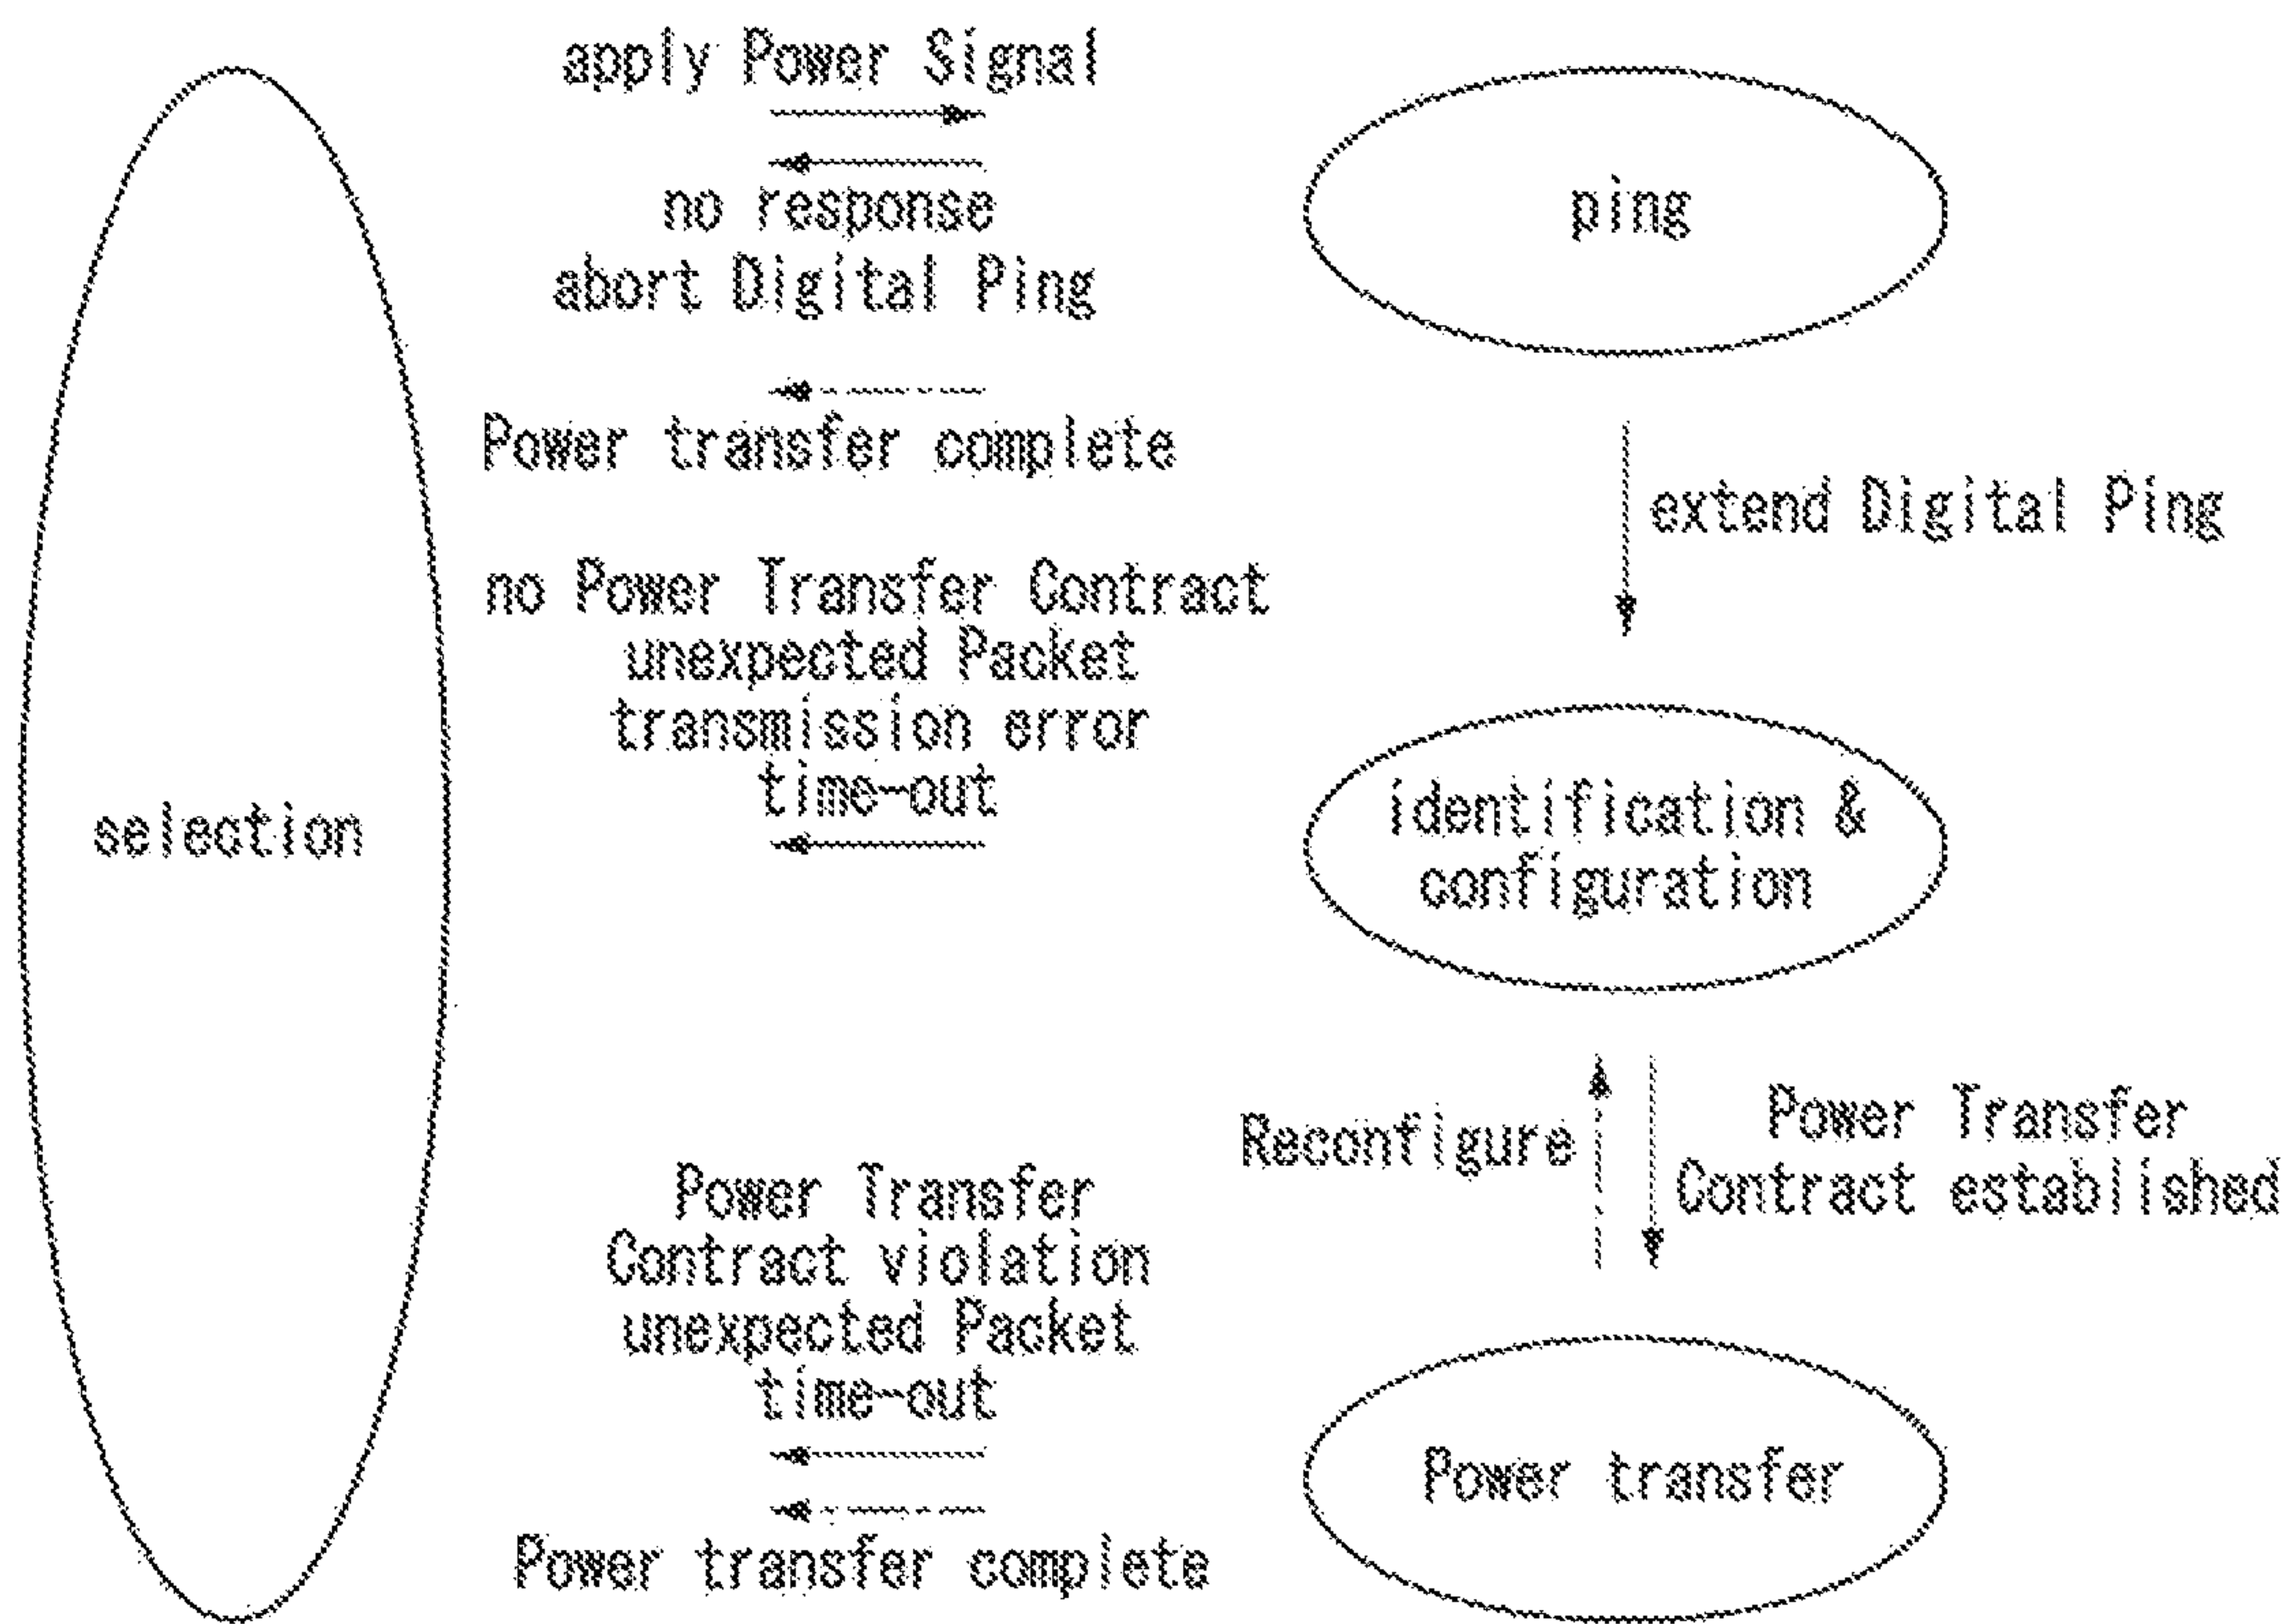 apply Power Signal
no response
abort Digital Ping
Power transfer complete
no Power Transfer Contract
unexpected Packet
transmission error
time-out
selection
Power Transfer
Contract violation
unexpected Packet
time-out
Power transfer complete
ping
extend Digital Ping
identification &
configuration
Reconfigure
Power Transfer
Contract established
Power transfer